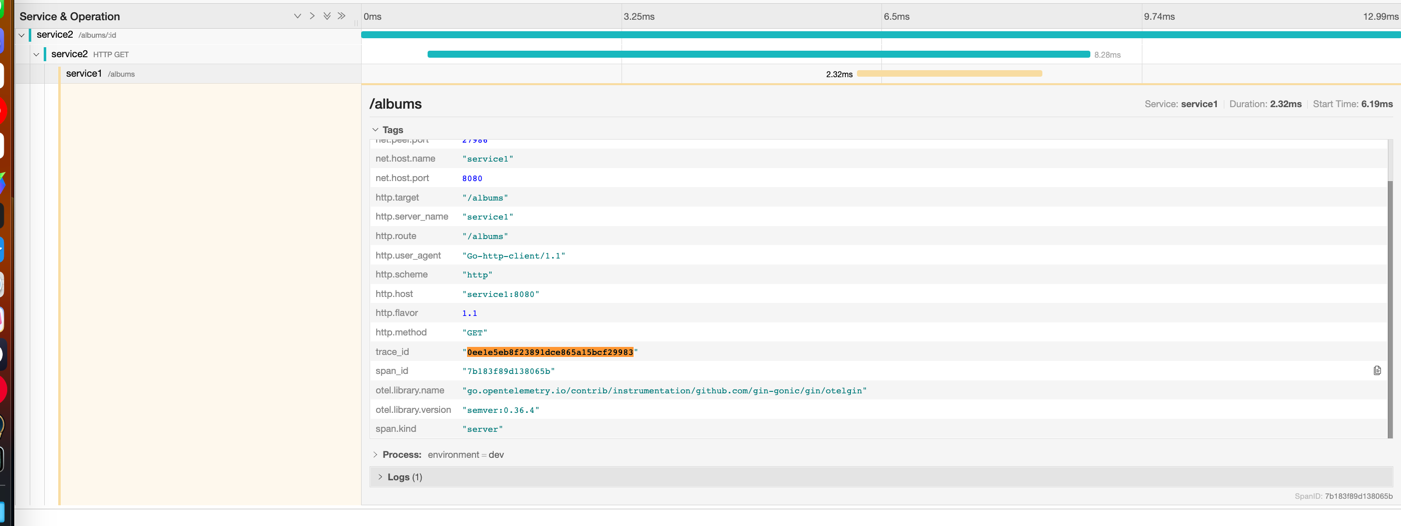 Service & Operation 0ms 3.25ms 6.5ms 9.74ms 12.99ms
service2 /albums/:id
service2 HTTP GET 8.28ms
service1 /albums 2.32ms
/albums Service: service1 Duration: 2.32ms Start Time: 6.19ms
Tags
net.peer.port 27986
net.host.name "service1"
net.host.port 8080
http.target "/albums"
http.server_name "service1"
http.route "/albums"
http.user_agent "Go-http-client/1.1"
http.scheme "http"
http.host "service1:8080"
http.flavor 1.1
http.method "GET"
trace_id "0ee1e5eb8f23891dce865a15bcf29983"
span_id "7b183f89d138065b"
otel.library.name "go.opentelemetry.io/contrib/instrumentation/github.com/gin-gonic/gin/otelgin"
otel.library.version "semver:0.36.4"
span.kind "server"
Process: environment = dev
Logs (1)
SpanID: 7b183f89d138065b